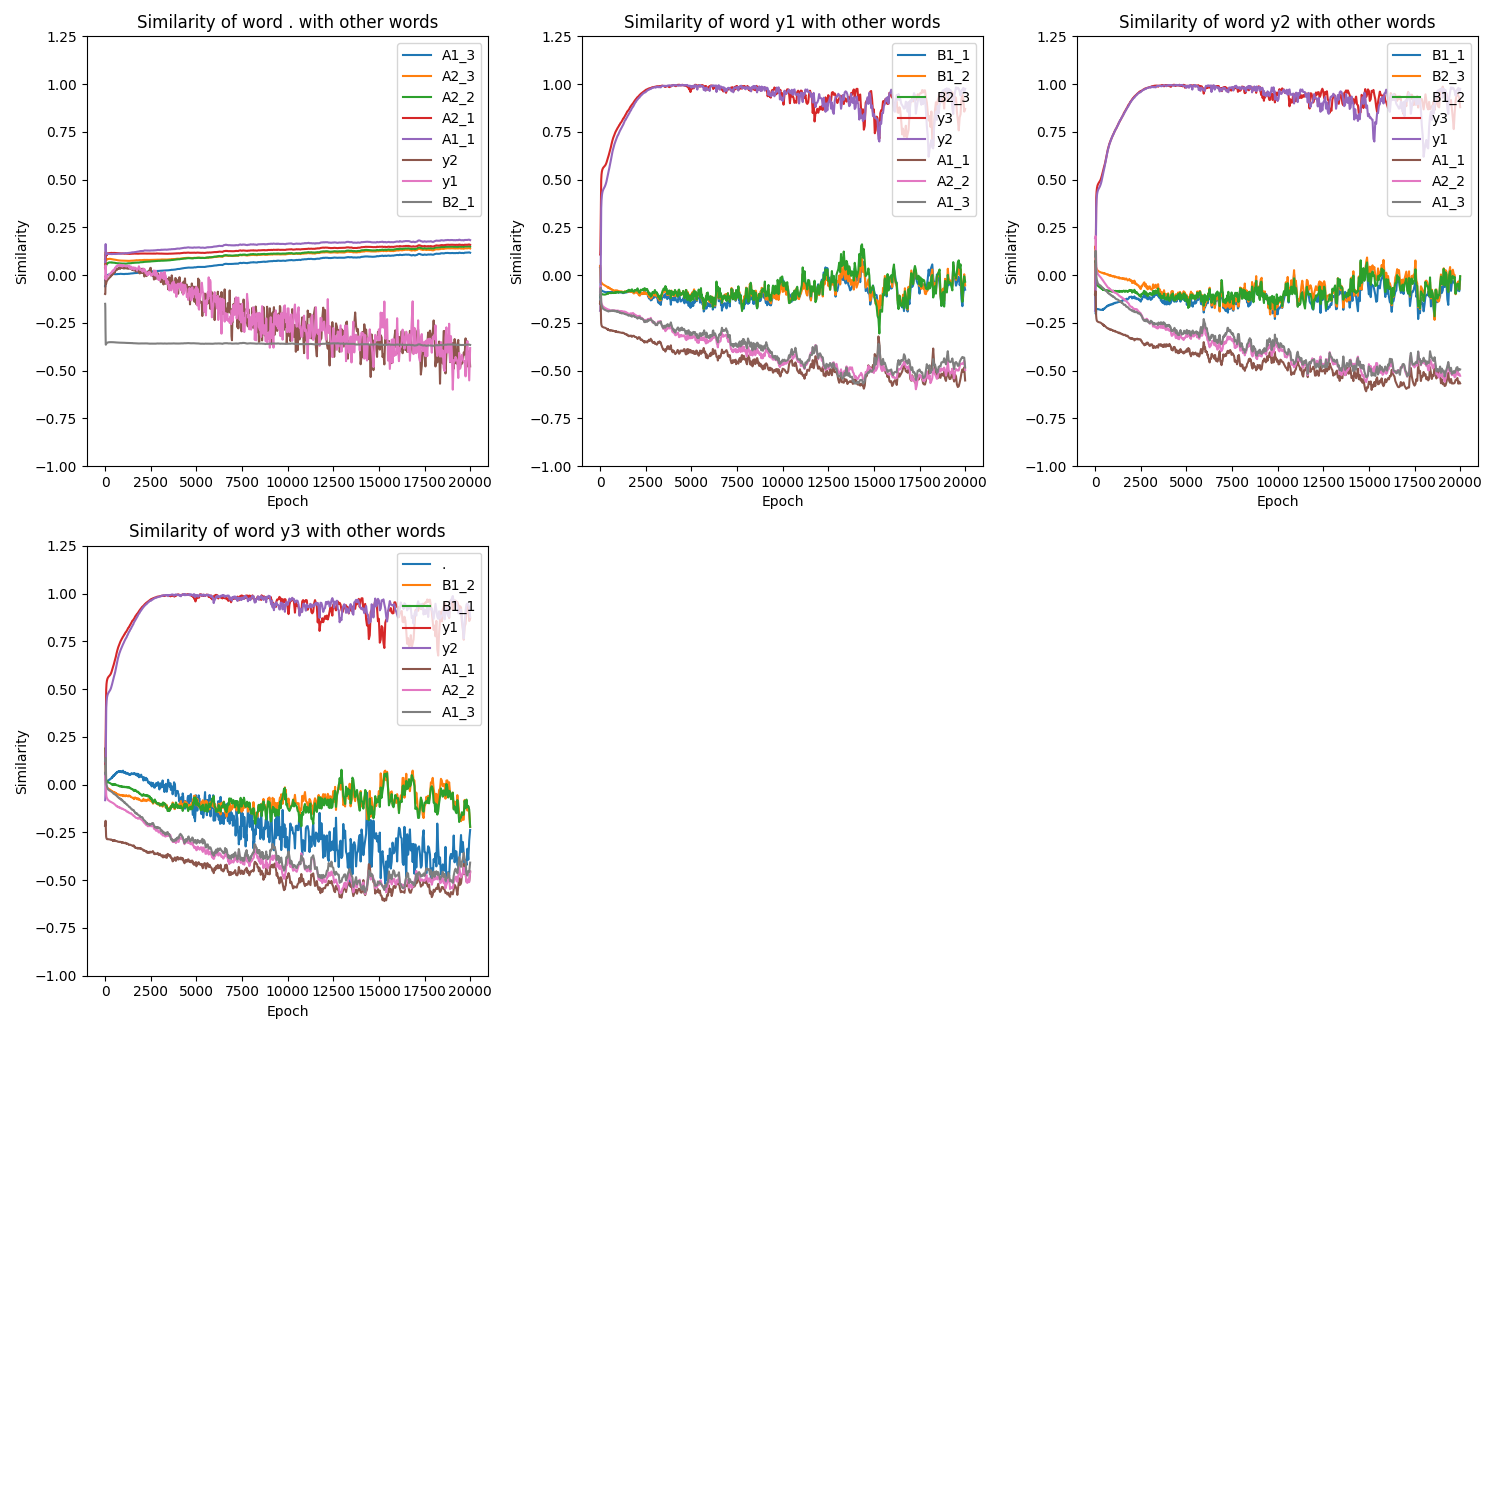 Similarity of word . with other words
1.25
1.00
0.75
0.50
0.25
0.00
−0.25
−0.50
−0.75
−1.00
Similarity
0 2500 5000 7500 10000 12500 15000 17500 20000
Epoch
A1_3
A2_3
A2_2
A2_1
A1_1
y2
y1
B2_1
Similarity of word y1 with other words
1.25
1.00
0.75
0.50
0.25
0.00
−0.25
−0.50
−0.75
−1.00
Similarity
0 2500 5000 7500 10000 12500 15000 17500 20000
Epoch
B1_1
B1_2
B2_3
y3
y2
A1_1
A2_2
A1_3
Similarity of word y2 with other words
1.25
1.00
0.75
0.50
0.25
0.00
−0.25
−0.50
−0.75
−1.00
Similarity
0 2500 5000 7500 10000 12500 15000 17500 20000
Epoch
B1_1
B2_3
B1_2
y3
y1
A1_1
A2_2
A1_3
Similarity of word y3 with other words
1.25
1.00
0.75
0.50
0.25
0.00
−0.25
−0.50
−0.75
−1.00
Similarity
0 2500 5000 7500 10000 12500 15000 17500 20000
Epoch
.
B1_2
B1_1
y1
y2
A1_1
A2_2
A1_3